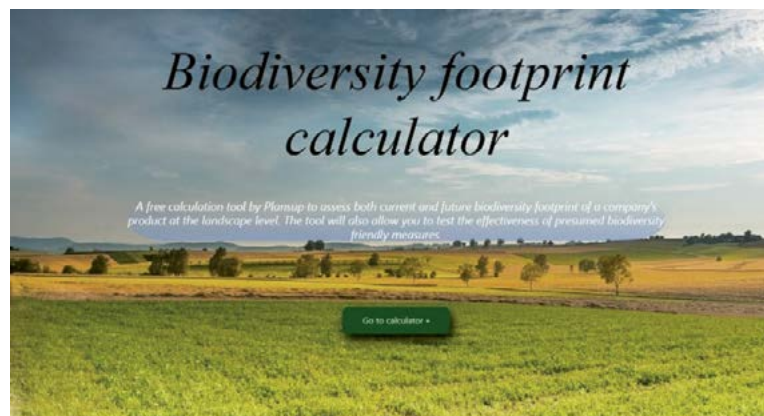 Biodiversity footprint
calculator
A free calculation tool by Plansup to assess both current and future biodiversity footprint of a company's
product at the landscape level. The tool will also allow you to test the effectiveness of presumed biodiversity
friendly measures.
Go to calculator »